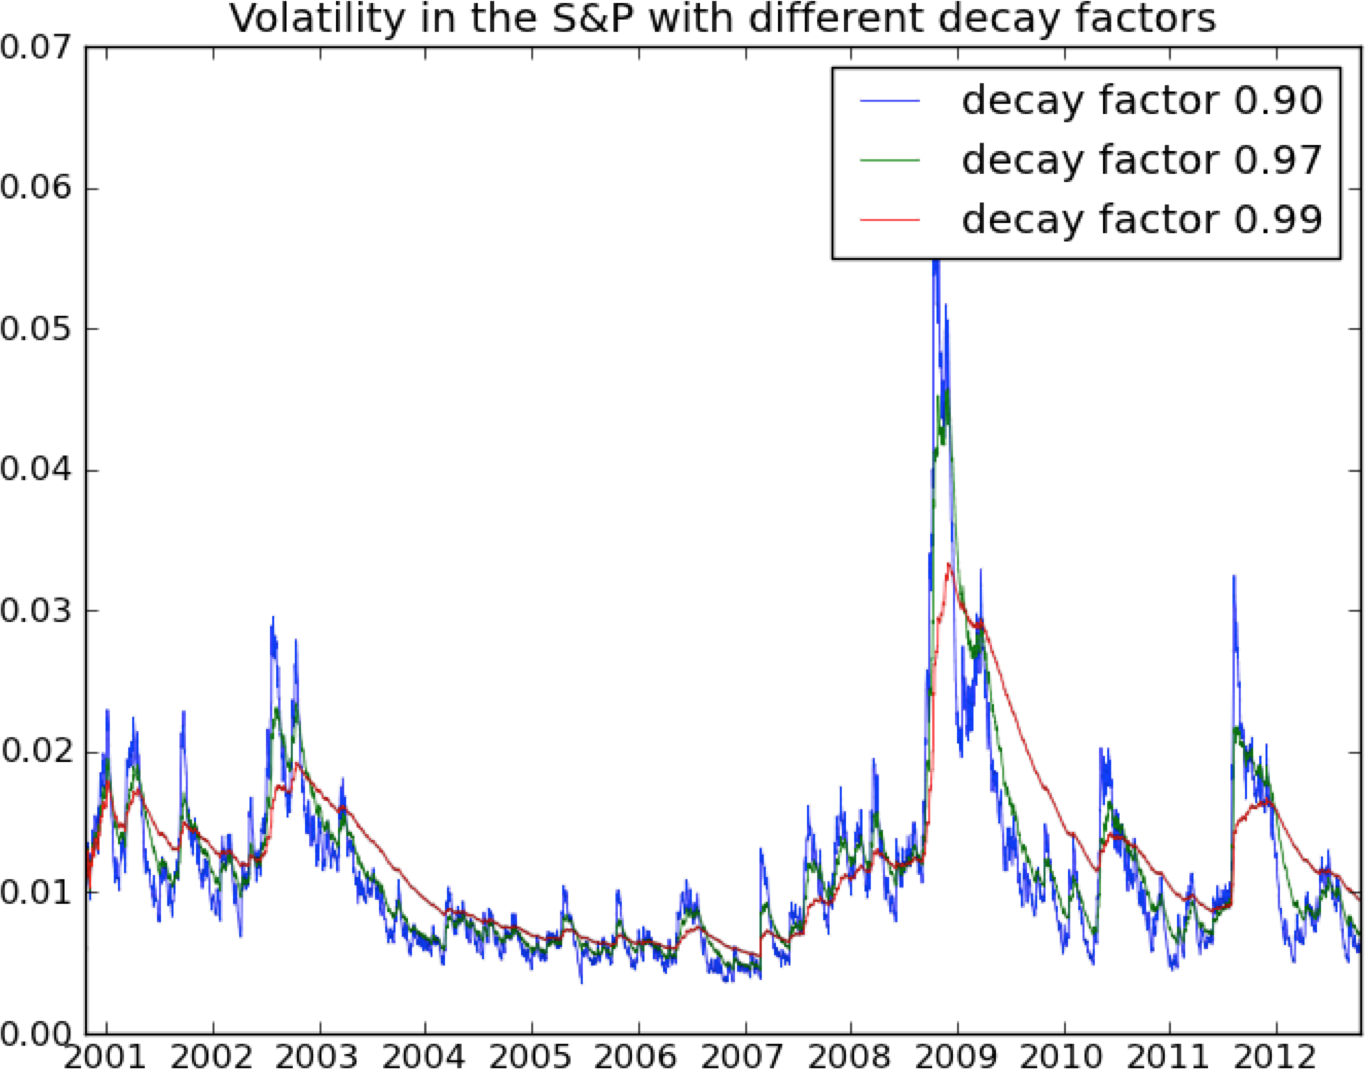 Volatility in the S&P with different decay factors
0.07
0.06
0.05
0.04
0.03
0.02
0.01
0.00
decay factor 0.90
decay factor 0.97
decay factor 0.99
2001 2002 2003 2004 2005 2006 2007 2008 2009 2010 2011 2012